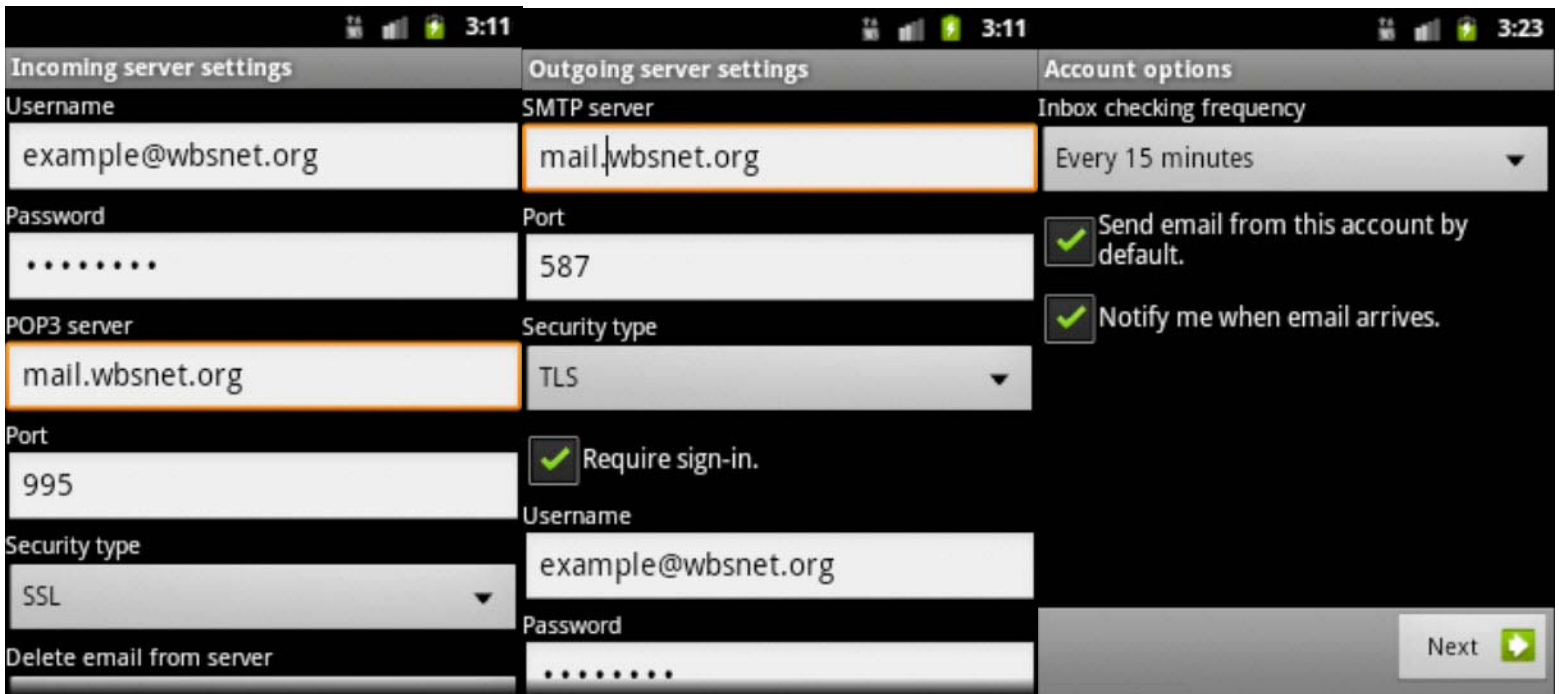 3:11
Incoming server settings
Username
example@wbsnet.org
Password
••••••••
POP3 server
mail.wbsnet.org
Port
995
Security type
SSL
Delete email from server
3:11
Outgoing server settings
SMTP server
mail.wbsnet.org
Port
587
Security type
TLS
Require sign-in.
Username
example@wbsnet.org
Password
••••••••
3:23
Account options
Inbox checking frequency
Every 15 minutes
Send email from this account by
default.
Notify me when email arrives.
Next